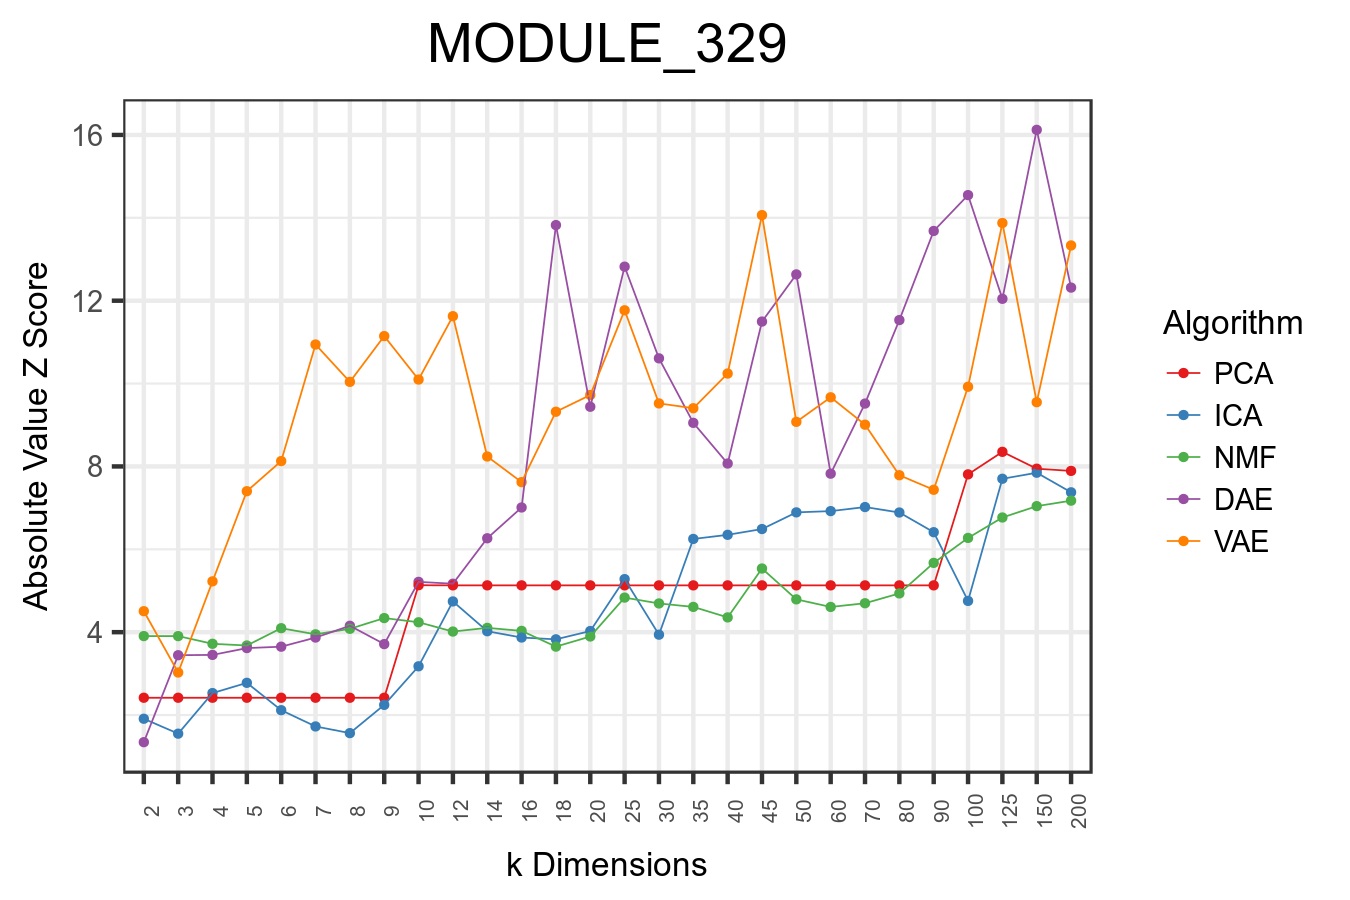 MODULE_329
Absolute Value Z Score
16
12
8
4
2 3 4 5 6 7 8 9 10 12 14 16 18 20 25 30 35 40 45 50 60 70 80 90 100 125 150 200
k Dimensions
Algorithm
PCA
ICA
NMF
DAE
VAE